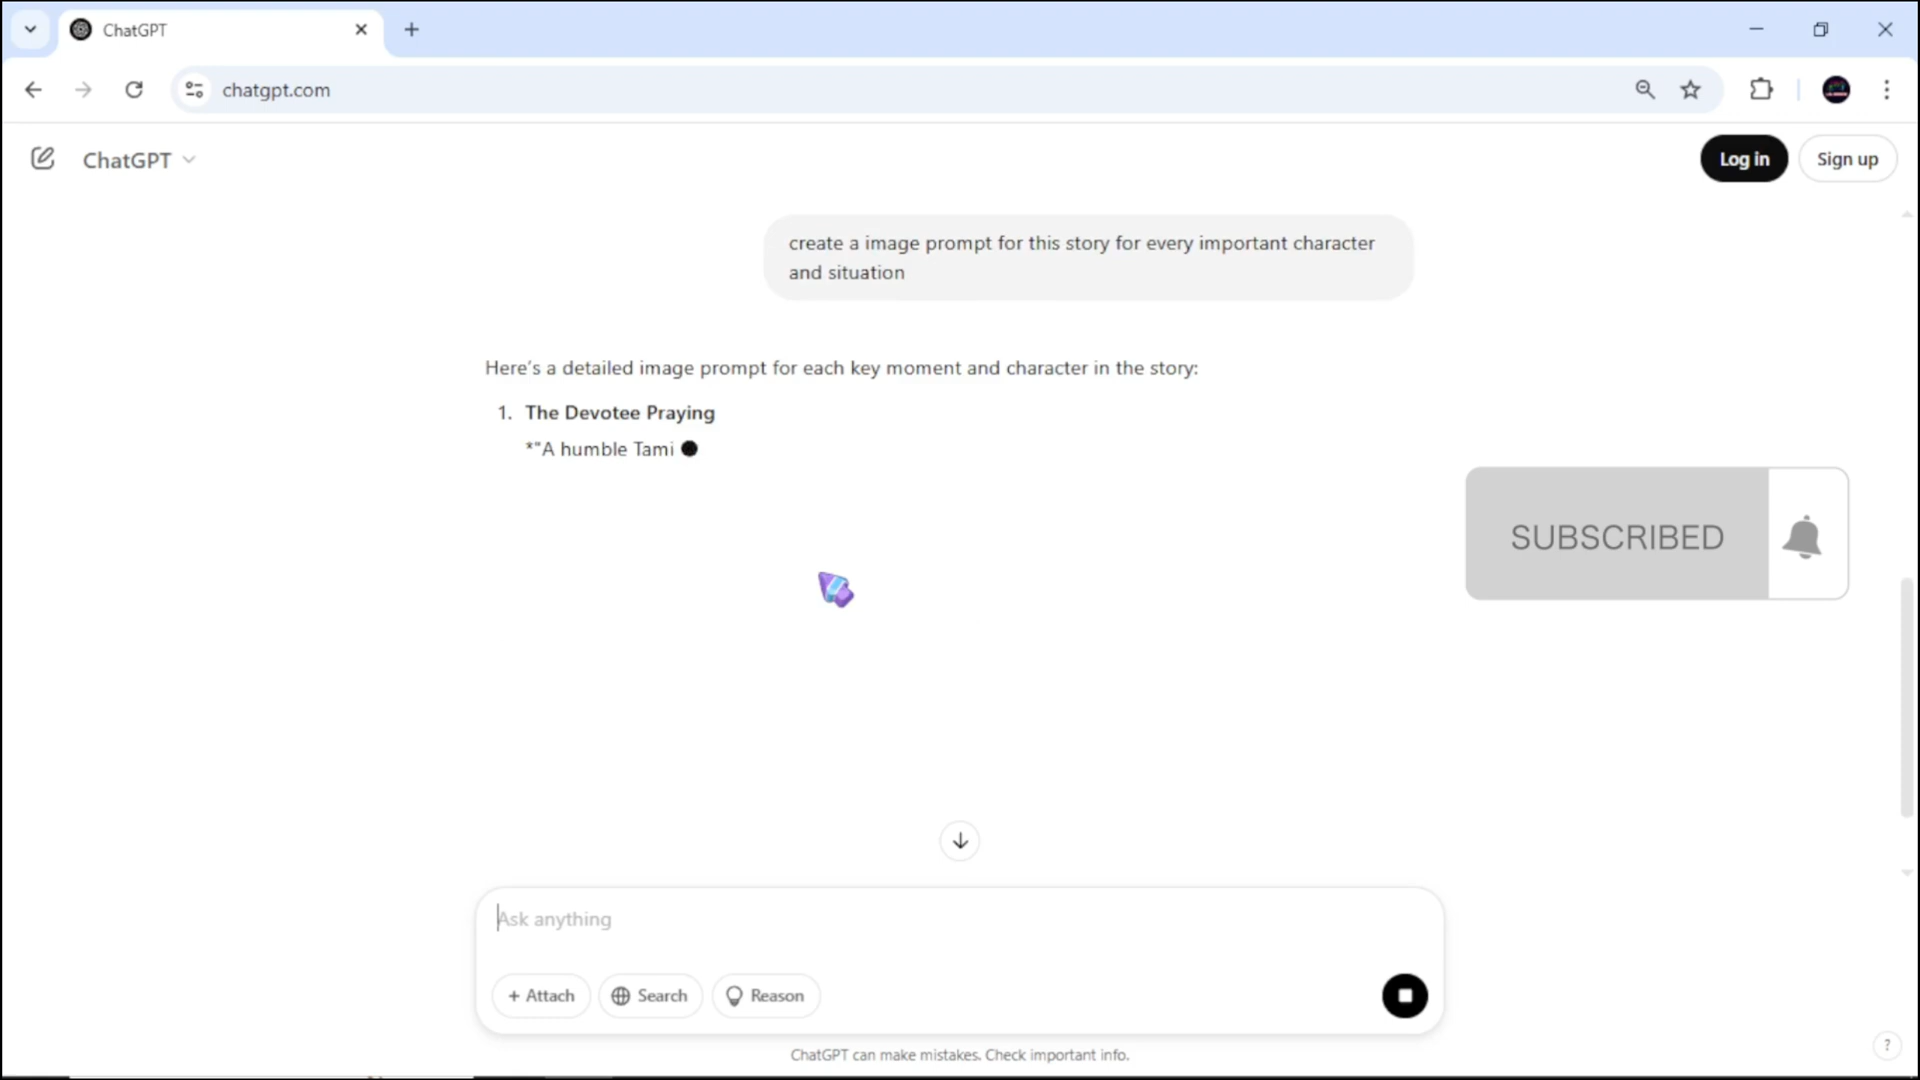 ChatGPT
chatgpt.com
ChatGPT
Log in
Sign up
create a image prompt for this story for every important character
and situation
Here's a detailed image prompt for each key moment and character in the story:
1. The Devotee Praying
*"A humble Tami
SUBSCRIBED
Ask anything
+ Attach
Search
Reason
ChatGPT can make mistakes. Check important info.
?